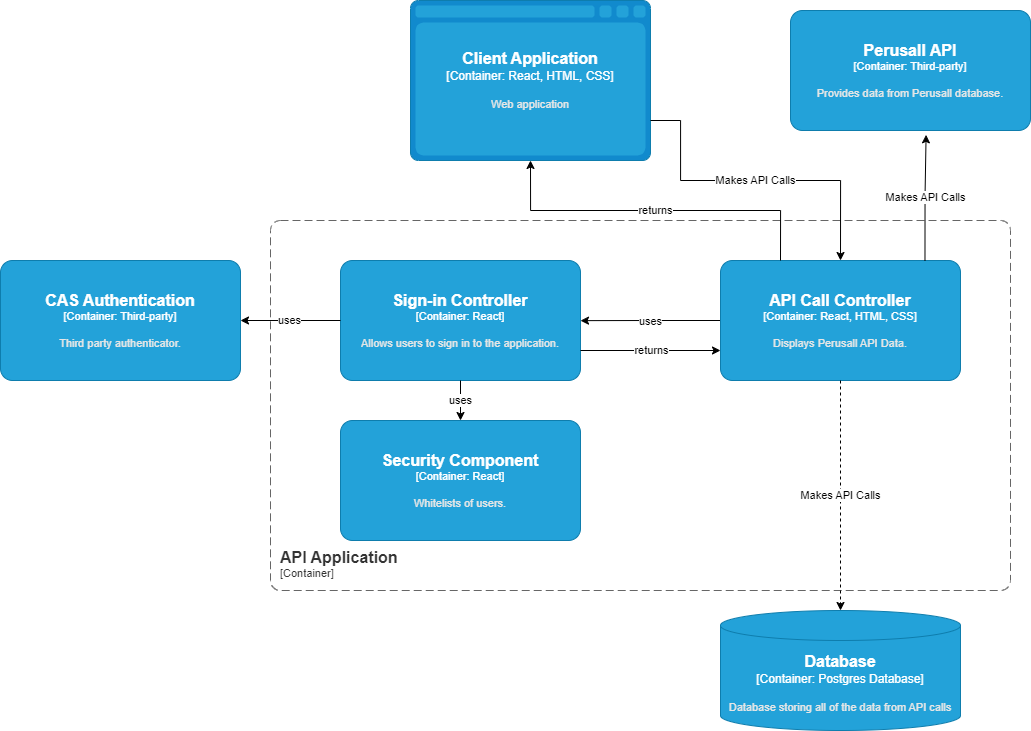 Client Application
[Container: React, HTML, CSS]
Web application
Perusall API
[Container: Third-party]
Provides data from Perusall database.
Makes API Calls
Makes API Calls
returns
CAS Authentication
[Container: Third-party]
Third party authenticator.
uses
Sign-in Controller
[Container: React]
Allows users to sign in to the application.
uses
returns
API Call Controller
[Container: React, HTML, CSS]
Displays Perusall API Data.
uses
Security Component
[Container: React]
Whitelists of users.
Makes API Calls
API Application
[Container]
Database
[Container: Postgres Database]
Database storing all of the data from API calls